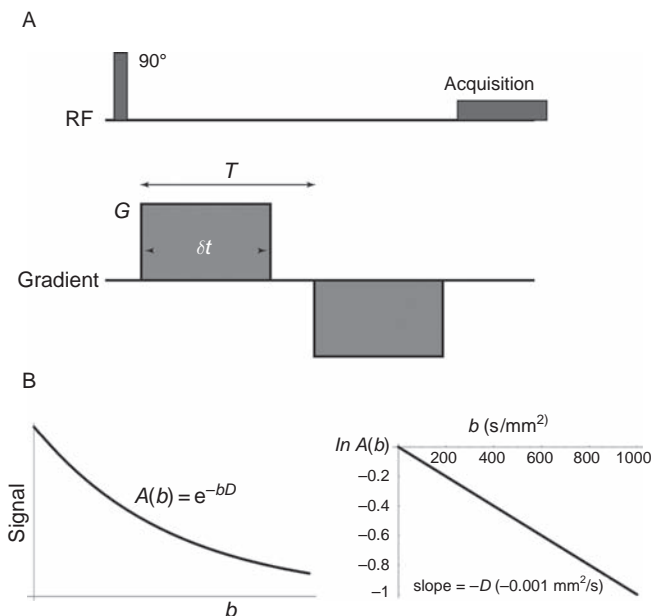 A
90°
Acquisition
RF
T
G
δt
Gradient
B
Signal
A(b) = e^−bD
b
b (s/mm²)
ln A(b)
200 400 600 800 1000
−0.2
−0.4
−0.6
−0.8
−1
slope = −D (−0.001 mm²/s)